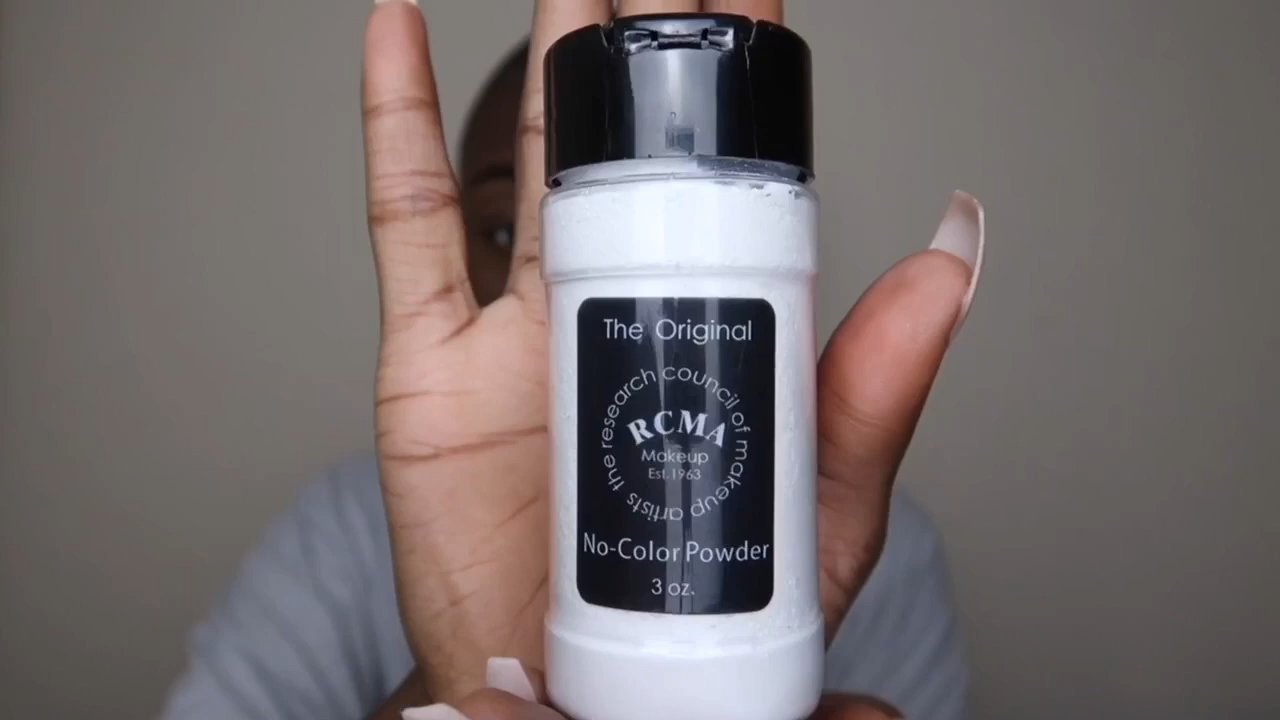 The Original
the research council of makeup artists
RCMA
Makeup
Est.1963
No-Color Powder
3 oz.